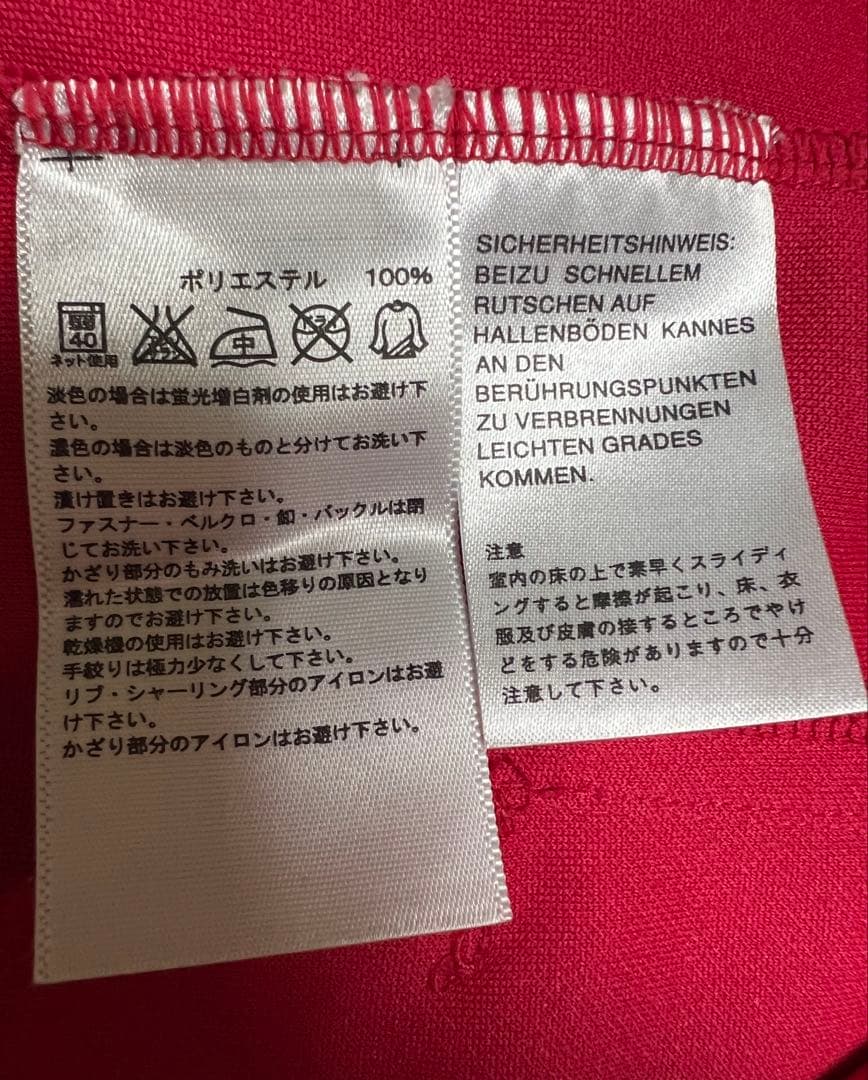 ポリエステル 100%
弱
40
ネット使用
エンソ
サラシ
中
ドライ
淡色の場合は蛍光増白剤の使用はお避け下
さい。
濃色の場合は淡色のものと分けてお洗い下
さい。
漬け置きはお避け下さい。
ファスナー・ベルクロ・釦・バックルは閉
じてお洗い下さい。
かざり部分のもみ洗いはお避け下さい。
濡れた状態での放置は色移りの原因となり
ますのでお避け下さい。
乾燥機の使用はお避け下さい。
手絞りは極力少なくして下さい。
リブ・シャーリング部分のアイロンはお避
け下さい。
かざり部分のアイロンはお避け下さい。
SICHERHEITSHINWEIS:
BEIZU SCHNELLEM
RUTSCHEN AUF
HALLENBÖDEN KANNES
AN DEN
BERÜHRUNGSPUNKTEN
ZU VERBRENNUNGEN
LEICHTEN GRADES
KOMMEN.
注意
室内の床の上で素早くスライディ
ングすると摩擦が起こり、床、衣
服及び皮膚の接するところでやけ
どをする危険がありますので十分
注意して下さい。